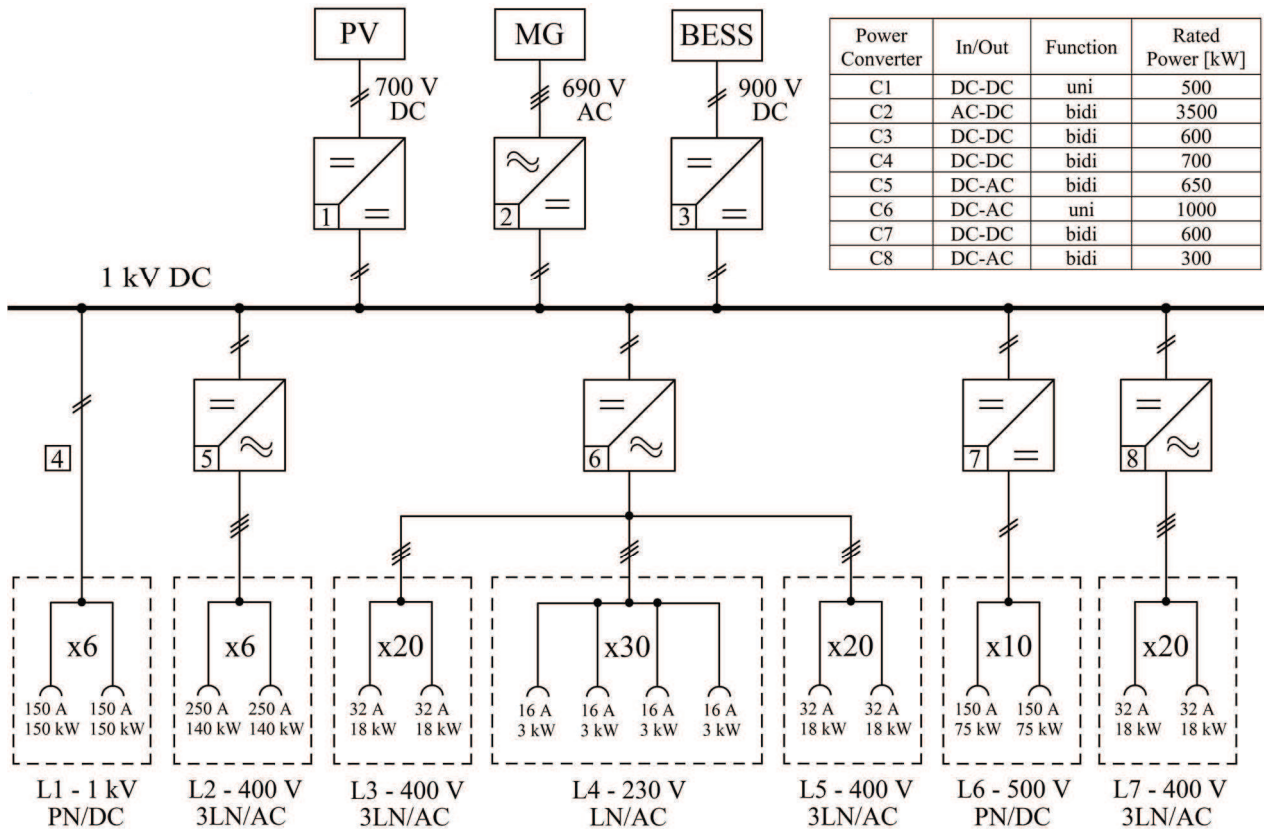 PV
MG
BESS
700 V
DC
690 V
AC
900 V
DC
1
2
3
Power Converter In/Out Function Rated Power [kW]
C1 DC-DC uni 500
C2 AC-DC bidi 3500
C3 DC-DC bidi 600
C4 DC-DC bidi 700
C5 DC-AC bidi 650
C6 DC-AC uni 1000
C7 DC-DC bidi 600
C8 DC-AC bidi 300
1 kV DC
4
5
6
7
8
x6
x6
x20
x30
x20
x10
x20
150 A 150 A
150 kW 150 kW
250 A 250 A
140 kW 140 kW
32 A 32 A
18 kW 18 kW
16 A 16 A 16 A 16 A
3 kW 3 kW 3 kW 3 kW
32 A 32 A
18 kW 18 kW
150 A 150 A
75 kW 75 kW
32 A 32 A
18 kW 18 kW
L1 - 1 kV
PN/DC
L2 - 400 V
3LN/AC
L3 - 400 V
3LN/AC
L4 - 230 V
LN/AC
L5 - 400 V
3LN/AC
L6 - 500 V
PN/DC
L7 - 400 V
3LN/AC